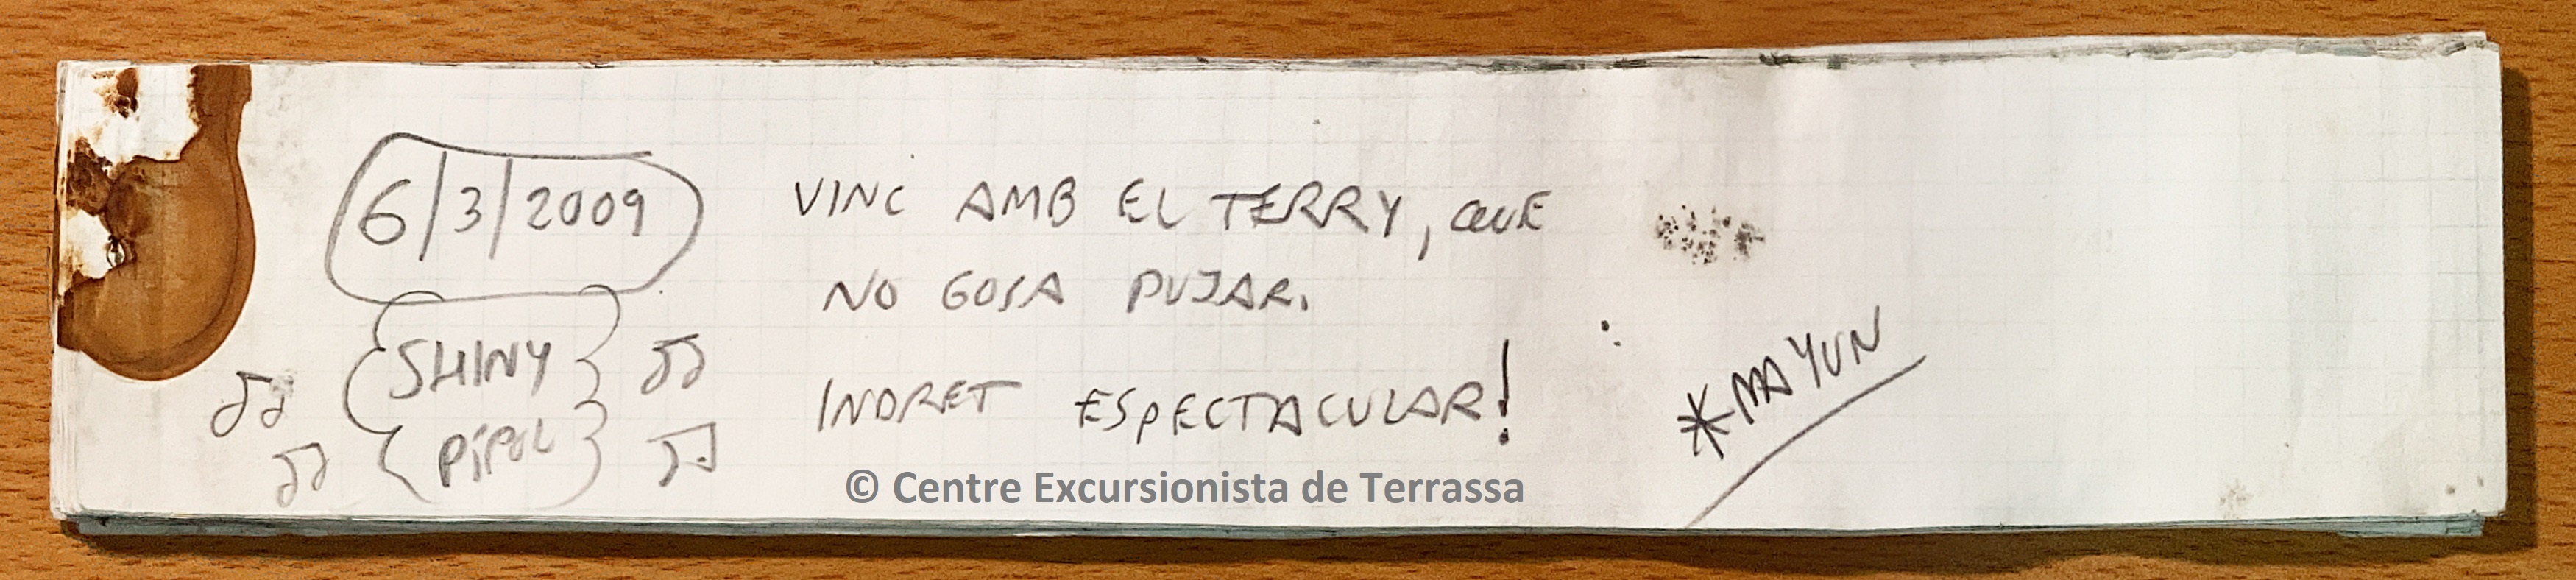 6/3/2009
SHINY
PÍPOL
VINC AMB EL TERRY, QUE
NO GOSA PUJAR.
INDRET ESPECTACULAR!
*MAYUN
© Centre Excursionista de Terrassa